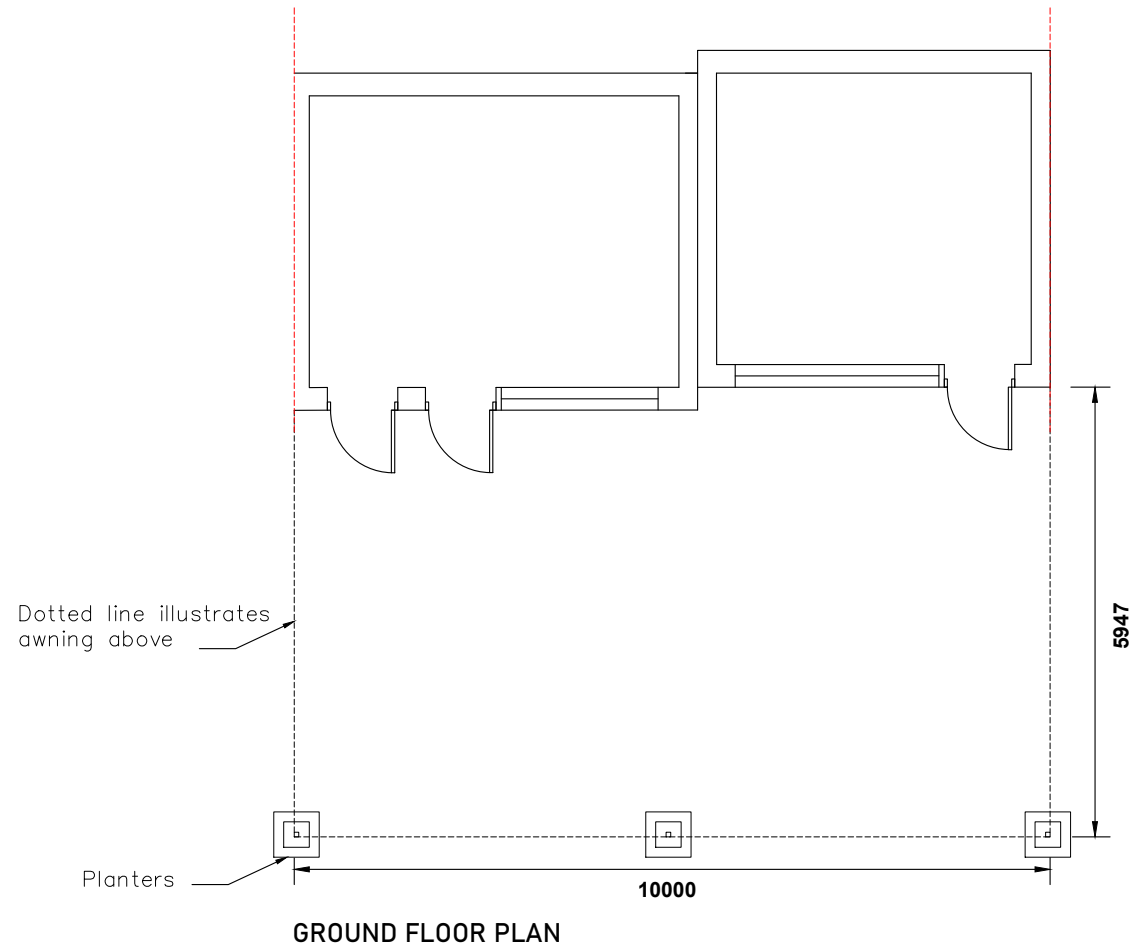 Dotted line illustrates
awning above
5947
Planters
10000
GROUND FLOOR PLAN